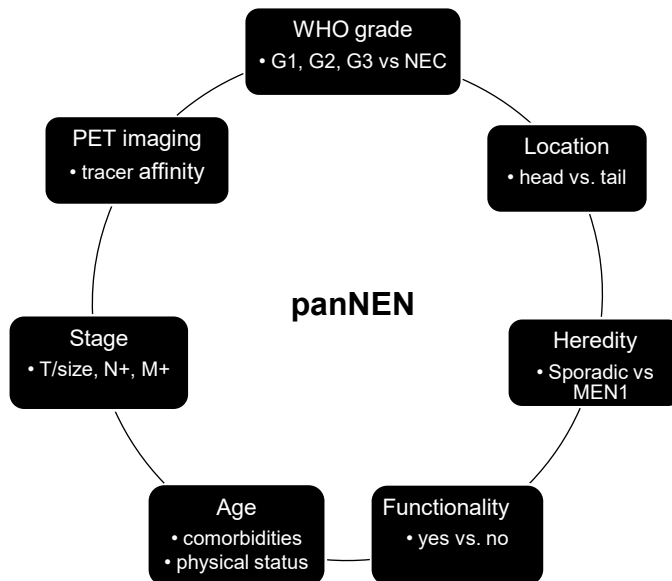 WHO grade
• G1, G2, G3 vs NEC
PET imaging
• tracer affinity
Location
• head vs. tail
panNEN
Stage
• T/size, N+, M+
Heredity
• Sporadic vs
MEN1
Age
• comorbidities
• physical status
Functionality
• yes vs. no